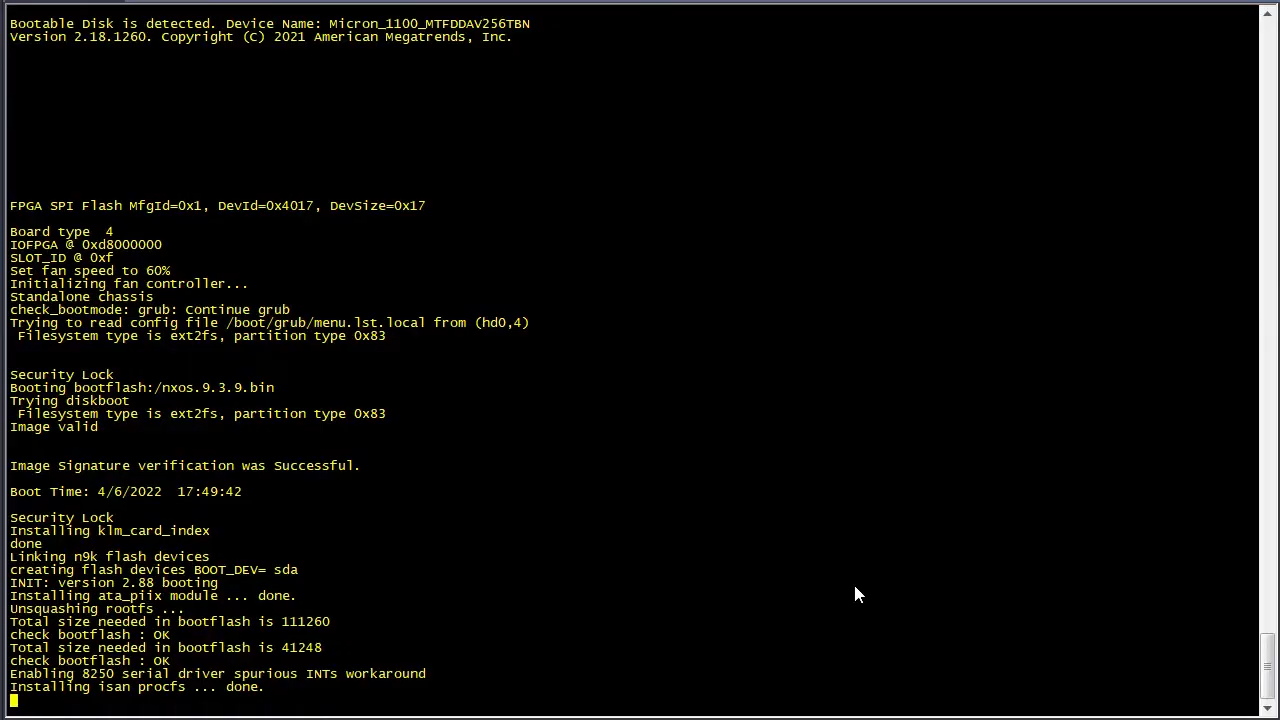 Bootable Disk is detected. Device Name: Micron_1100_MTFDDAV256TBN
Version 2.18.1260. Copyright (C) 2021 American Megatrends, Inc.
FPGA SPI Flash MfgId=0x1, DevId=0x4017, DevSize=0x17
Board type  4
IOFPGA @ 0xd8000000
SLOT_ID @ 0xf
Set fan speed to 60%
Initializing fan controller...
Standalone chassis
check_bootmode: grub: Continue grub
Trying to read config file /boot/grub/menu.lst.local from (hd0,4)
 Filesystem type is ext2fs, partition type 0x83
Security Lock
Booting bootflash:/nxos.9.3.9.bin
Trying diskboot
 Filesystem type is ext2fs, partition type 0x83
Image valid
Image Signature verification was Successful.
Boot Time: 4/6/2022  17:49:42
Security Lock
Installing klm_card_index
done
Linking n9k flash devices
creating flash devices BOOT_DEV= sda
INIT: version 2.88 booting
Installing ata_piix module ... done.
Unsquashing rootfs ...
Total size needed in bootflash is 111260
check bootflash : OK
Total size needed in bootflash is 41248
check bootflash : OK
Enabling 8250 serial driver spurious INTs workaround
Installing isan procfs ... done.